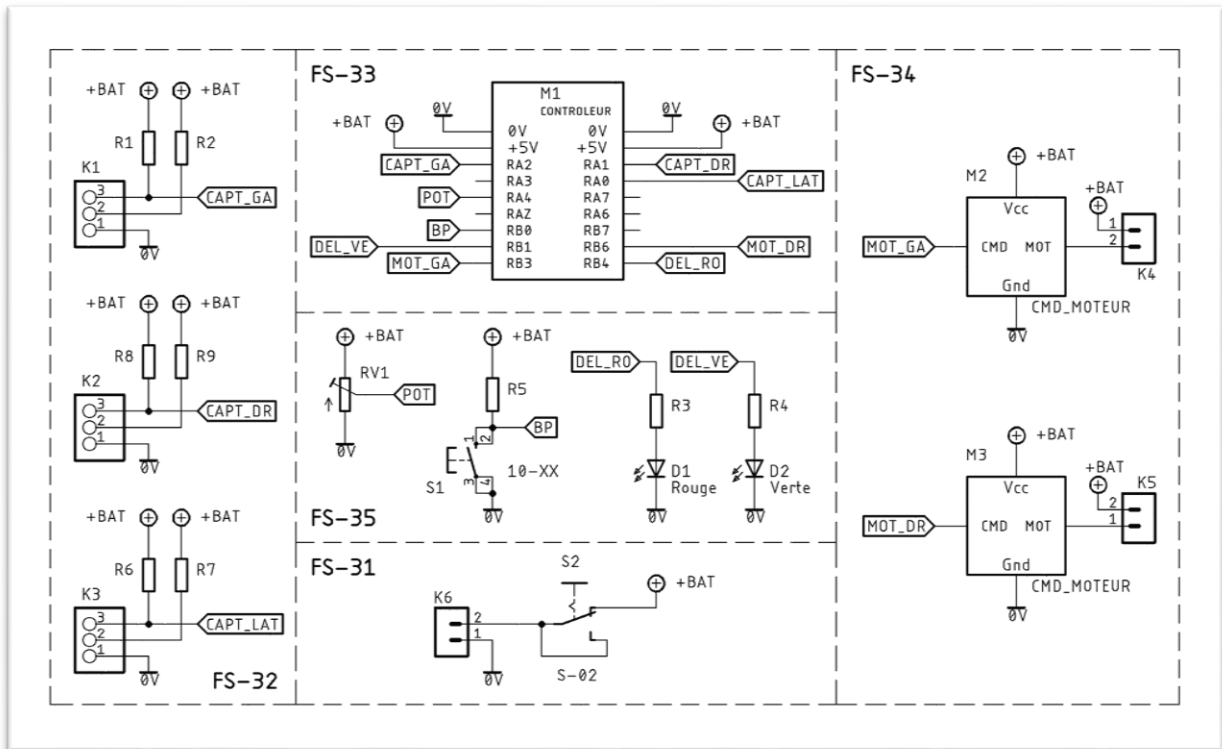 +BAT +BAT
R1 R2
K1
3 CAPT_GA
2
1
0V
+BAT +BAT
R8 R9
K2
3 CAPT_DR
2
1
0V
+BAT +BAT
R6 R7
K3
3 CAPT_LAT
2
1
0V
FS-32
FS-33
M1
CONTROLEUR
0V 0V
+BAT +BAT
0V 0V
+5V +5V
CAPT_GA RA2 RA1 CAPT_DR
RA3 RA0 CAPT_LAT
POT RA4 RA7
RAZ RA6
BP RB0 RB7
DEL_VE RB1 RB6 MOT_DR
MOT_GA RB3 RB4 DEL_RO
+BAT
RV1
POT
0V
+BAT
R5
1 2
BP
10-XX
S1
3 4
0V
DEL_RO DEL_VE
R3 R4
D1 D2
Rouge Verte
0V 0V
FS-35
FS-31
S2
+BAT
K6
2
1
0V
S-02
FS-34
M2
+BAT
Vcc
+BAT
1
MOT_GA CMD MOT 2
K4
Gnd
CMD_MOTEUR
0V
M3
+BAT
Vcc
+BAT
K5
2
MOT_DR CMD MOT 1
Gnd
CMD_MOTEUR
0V